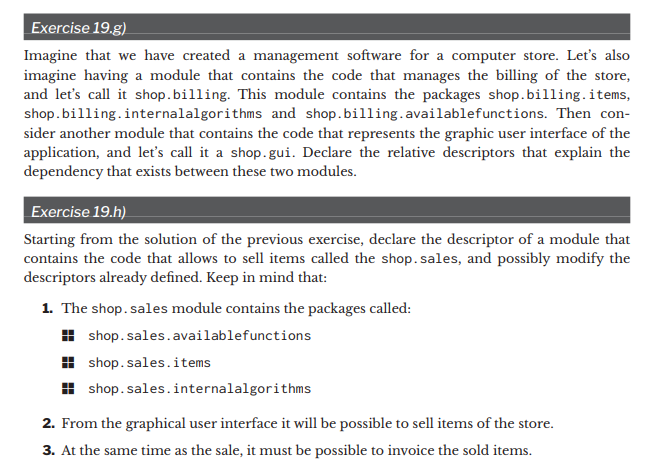 Exercise 19.g)
Imagine that we have created a management software for a computer store. Let’s also
imagine having a module that contains the code that manages the billing of the store,
and let’s call it shop.billing. This module contains the packages shop.billing.items,
shop.billing.internalalgorithms and shop.billing.availablefunctions. Then con-
sider another module that contains the code that represents the graphic user interface of the
application, and let’s call it a shop.gui. Declare the relative descriptors that explain the
dependency that exists between these two modules.
Exercise 19.h)
Starting from the solution of the previous exercise, declare the descriptor of a module that
contains the code that allows to sell items called the shop.sales, and possibly modify the
descriptors already defined. Keep in mind that:
1. The shop.sales module contains the packages called:
shop.sales.availablefunctions
shop.sales.items
shop.sales.internalalgorithms
2. From the graphical user interface it will be possible to sell items of the store.
3. At the same time as the sale, it must be possible to invoice the sold items.